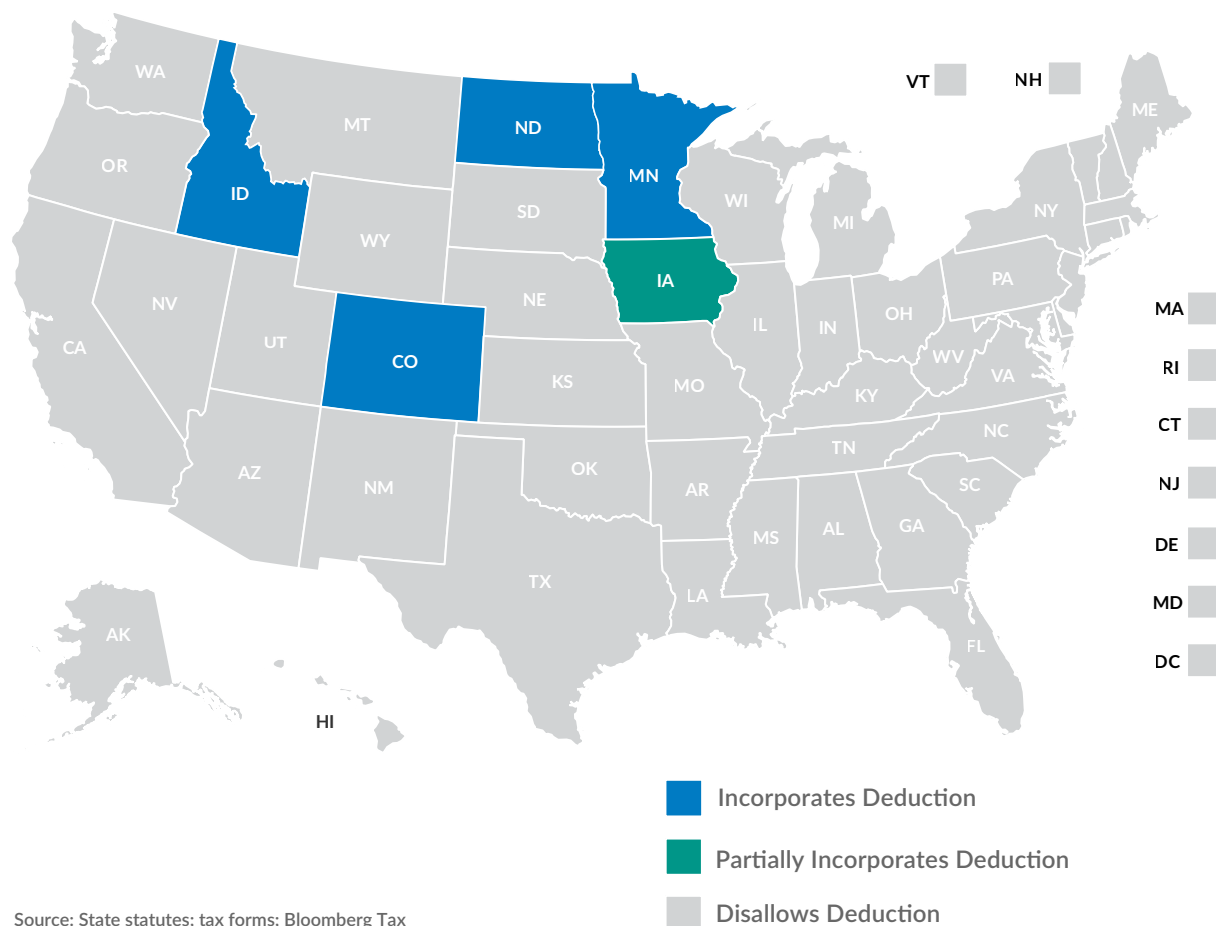 WA
VT
NH
ME
MT
ND
OR
MN
ID
WI
SD
NY
MI
WY
PA
IA
NE
NV
MA
OH
IL
IN
UT
CA
WV
CO
RI
VA
KS
MO
KY
CT
NC
TN
OK
AZ
NJ
SC
NM
AR
GA
AL
MS
DE
TX
LA
MD
AK
FL
DC
HI
Incorporates Deduction
Partially Incorporates Deduction
Disallows Deduction
Source: State statutes; tax forms; Bloomberg Tax